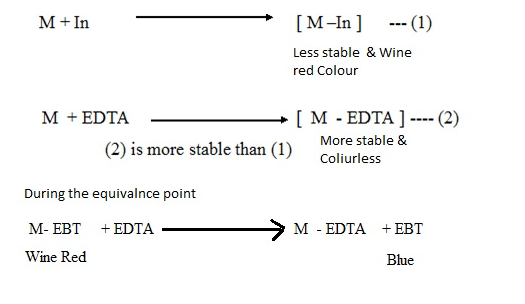 M + In [ M –In ] --- (1)
Less stable & Wine
red Colour
M + EDTA [ M - EDTA ] ---- (2)
(2) is more stable than (1)
More stable &
Coliurless
During the equivalnce point
M- EBT + EDTA M - EDTA + EBT
Wine Red Blue